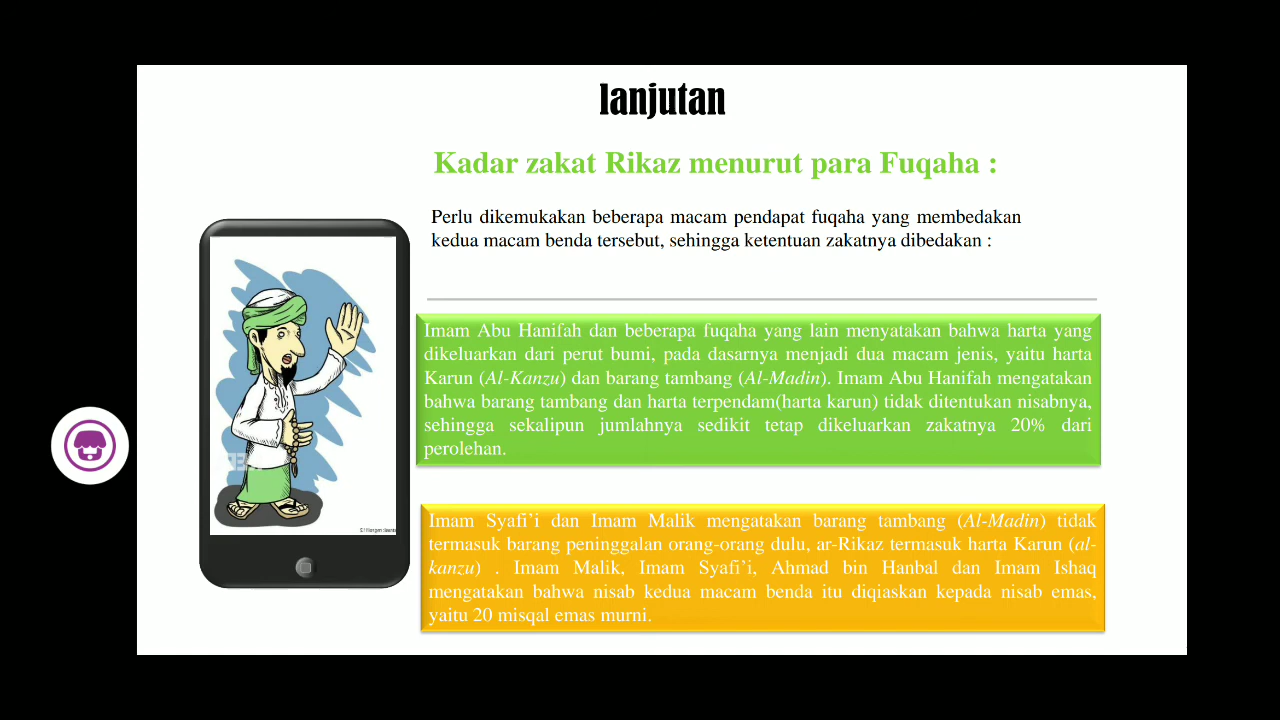 lanjutan
Kadar zakat Rikaz menurut para Fuqaha :
Perlu dikemukakan beberapa macam pendapat fuqaha yang membedakan
kedua macam benda tersebut, sehingga ketentuan zakatnya dibedakan :
Imam Abu Hanifah dan beberapa fuqaha yang lain menyatakan bahwa harta yang
dikeluarkan dari perut bumi, pada dasarnya menjadi dua macam jenis, yaitu harta
Karun (Al-Kanzu) dan barang tambang (Al-Madin). Imam Abu Hanifah mengatakan
bahwa barang tambang dan harta terpendam(harta karun) tidak ditentukan nisabnya,
sehingga sekalipun jumlahnya sedikit tetap dikeluarkan zakatnya 20% dari
perolehan.
Imam Syafi’i dan Imam Malik mengatakan barang tambang (Al-Madin) tidak
termasuk barang peninggalan orang-orang dulu, ar-Rikaz termasuk harta Karun (al-
kanzu) . Imam Malik, Imam Syafi’i, Ahmad bin Hanbal dan Imam Ishaq
mengatakan bahwa nisab kedua macam benda itu diqiaskan kepada nisab emas,
yaitu 20 misqal emas murni.